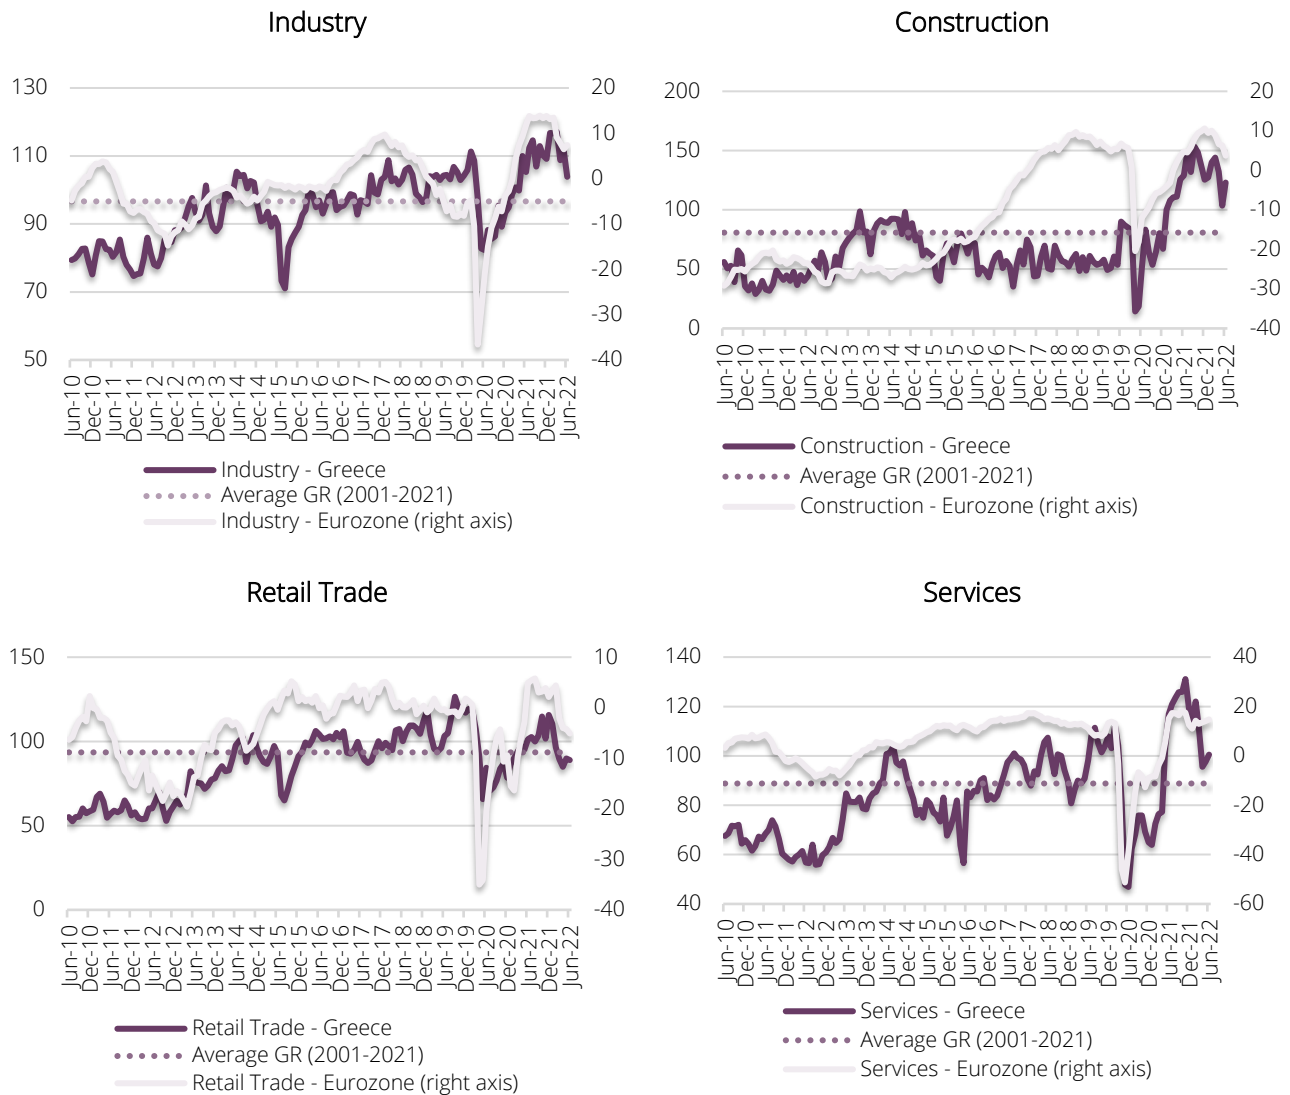 Industry
130
110
90
70
50
20
10
0
-10
-20
-30
-40
Jun-10
Dec-10
Jun-11
Dec-11
Jun-12
Dec-12
Jun-13
Dec-13
Jun-14
Dec-14
Jun-15
Dec-15
Jun-16
Dec-16
Jun-17
Dec-17
Jun-18
Dec-18
Jun-19
Dec-19
Jun-20
Dec-20
Jun-21
Dec-21
Jun-22
Industry - Greece
Average GR (2001-2021)
Industry - Eurozone (right axis)
Construction
200
150
100
50
0
20
10
0
-10
-20
-30
-40
Jun-10
Dec-10
Jun-11
Dec-11
Jun-12
Dec-12
Jun-13
Dec-13
Jun-14
Dec-14
Jun-15
Dec-15
Jun-16
Dec-16
Jun-17
Dec-17
Jun-18
Dec-18
Jun-19
Dec-19
Jun-20
Dec-20
Jun-21
Dec-21
Jun-22
Construction - Greece
Average GR (2001-2021)
Construction - Eurozone (right axis)
Retail Trade
150
100
50
0
10
0
-10
-20
-30
-40
Jun-10
Dec-10
Jun-11
Dec-11
Jun-12
Dec-12
Jun-13
Dec-13
Jun-14
Dec-14
Jun-15
Dec-15
Jun-16
Dec-16
Jun-17
Dec-17
Jun-18
Dec-18
Jun-19
Dec-19
Jun-20
Dec-20
Jun-21
Dec-21
Jun-22
Retail Trade - Greece
Average GR (2001-2021)
Retail Trade - Eurozone (right axis)
Services
140
120
100
80
60
40
40
20
0
-20
-40
-60
Jun-10
Dec-10
Jun-11
Dec-11
Jun-12
Dec-12
Jun-13
Dec-13
Jun-14
Dec-14
Jun-15
Dec-15
Jun-16
Dec-16
Jun-17
Dec-17
Jun-18
Dec-18
Jun-19
Dec-19
Jun-20
Dec-20
Jun-21
Dec-21
Jun-22
Services - Greece
Average GR (2001-2021)
Services - Eurozone (right axis)